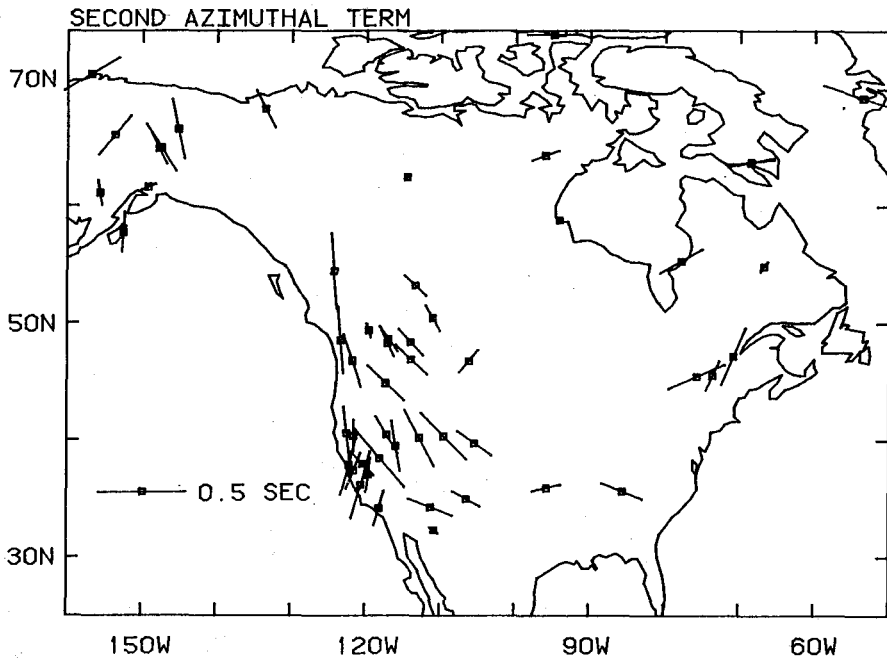 SECOND AZIMUTHAL TERM
70N
50N
0.5 SEC
30N
150W 120W 90W 60W